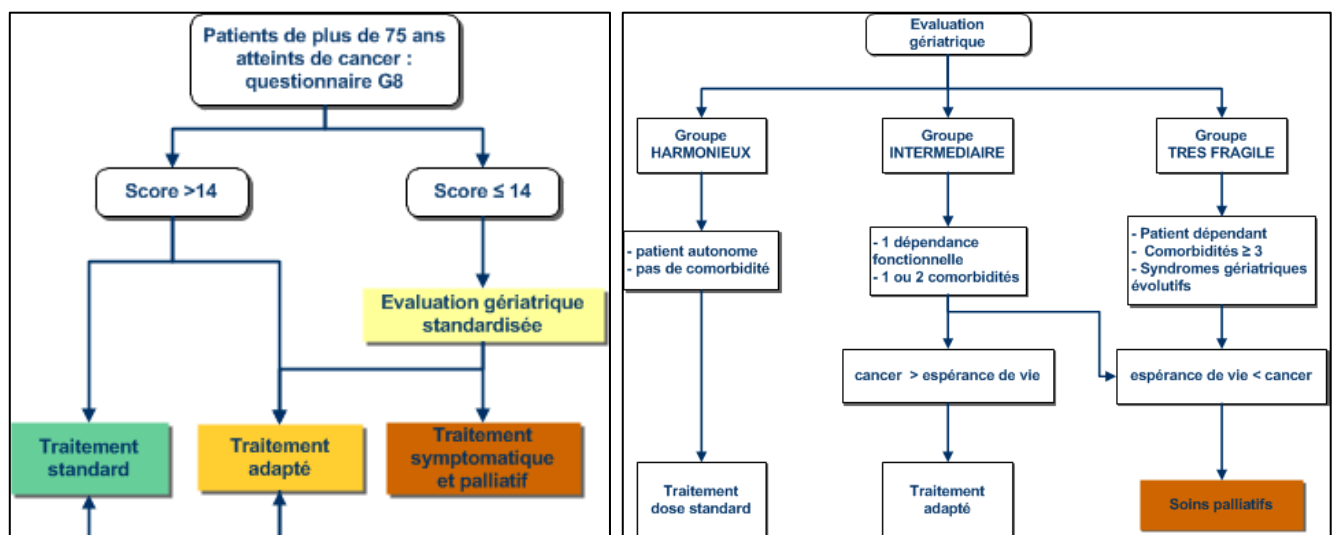 Patients de plus de 75 ans
atteints de cancer :
questionnaire G8
Score >14
Score ≤ 14
Evaluation gériatrique
standardisée
Traitement
standard
Traitement
adapté
Traitement
symptomatique
et palliatif
Evaluation
gériatrique
Groupe
HARMONIEUX
Groupe
INTERMEDIAIRE
Groupe
TRES FRAGILE
- patient autonome
- pas de comorbidité
- 1 dépendance
fonctionnelle
- 1 ou 2 comorbidités
- Patient dépendant
- Comorbidités ≥ 3
- Syndromes gériatriques
évolutifs
cancer > espérance de vie
espérance de vie < cancer
Traitement
dose standard
Traitement
adapté
Soins palliatifs